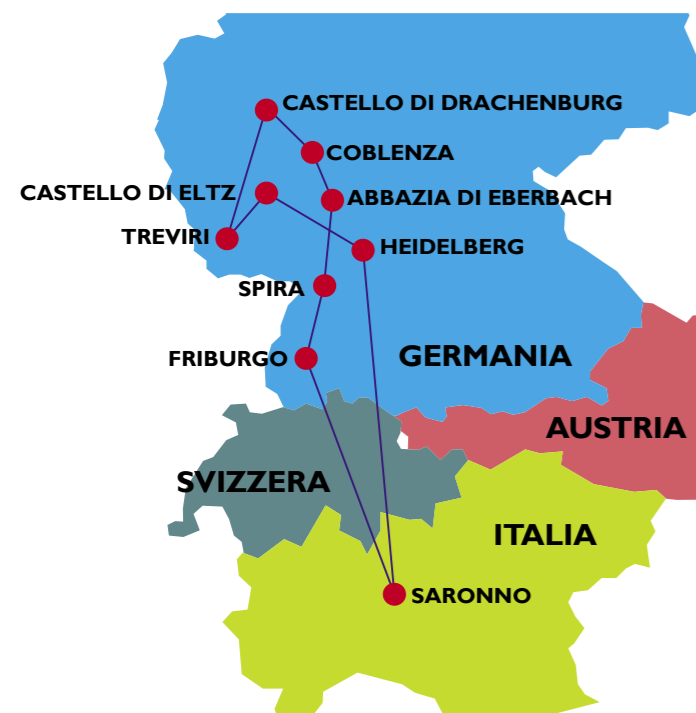 CASTELLO DI DRACHENBURG
COBLENZA
CASTELLO DI ELTZ
ABBAZIA DI EBERBACH
TREVIRI
HEIDELBERG
SPIRA
FRIBURGO
GERMANIA
AUSTRIA
SVIZZERA
ITALIA
SARONNO